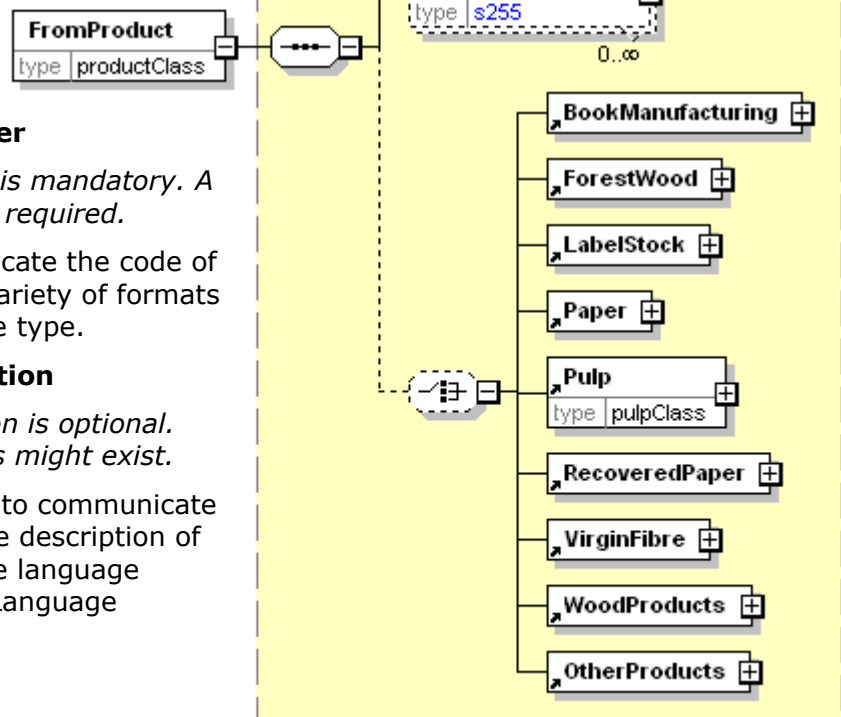 FromProduct
type productClass
er
is mandatory. A
required.
cate the code of
ariety of formats
e type.
tion
n is optional.
s might exist.
to communicate
e description of
e language
anguage
type s255
0..∞
BookManufacturing
ForestWood
LabelStock
Paper
Pulp
type pulpClass
RecoveredPaper
VirginFibre
WoodProducts
OtherProducts